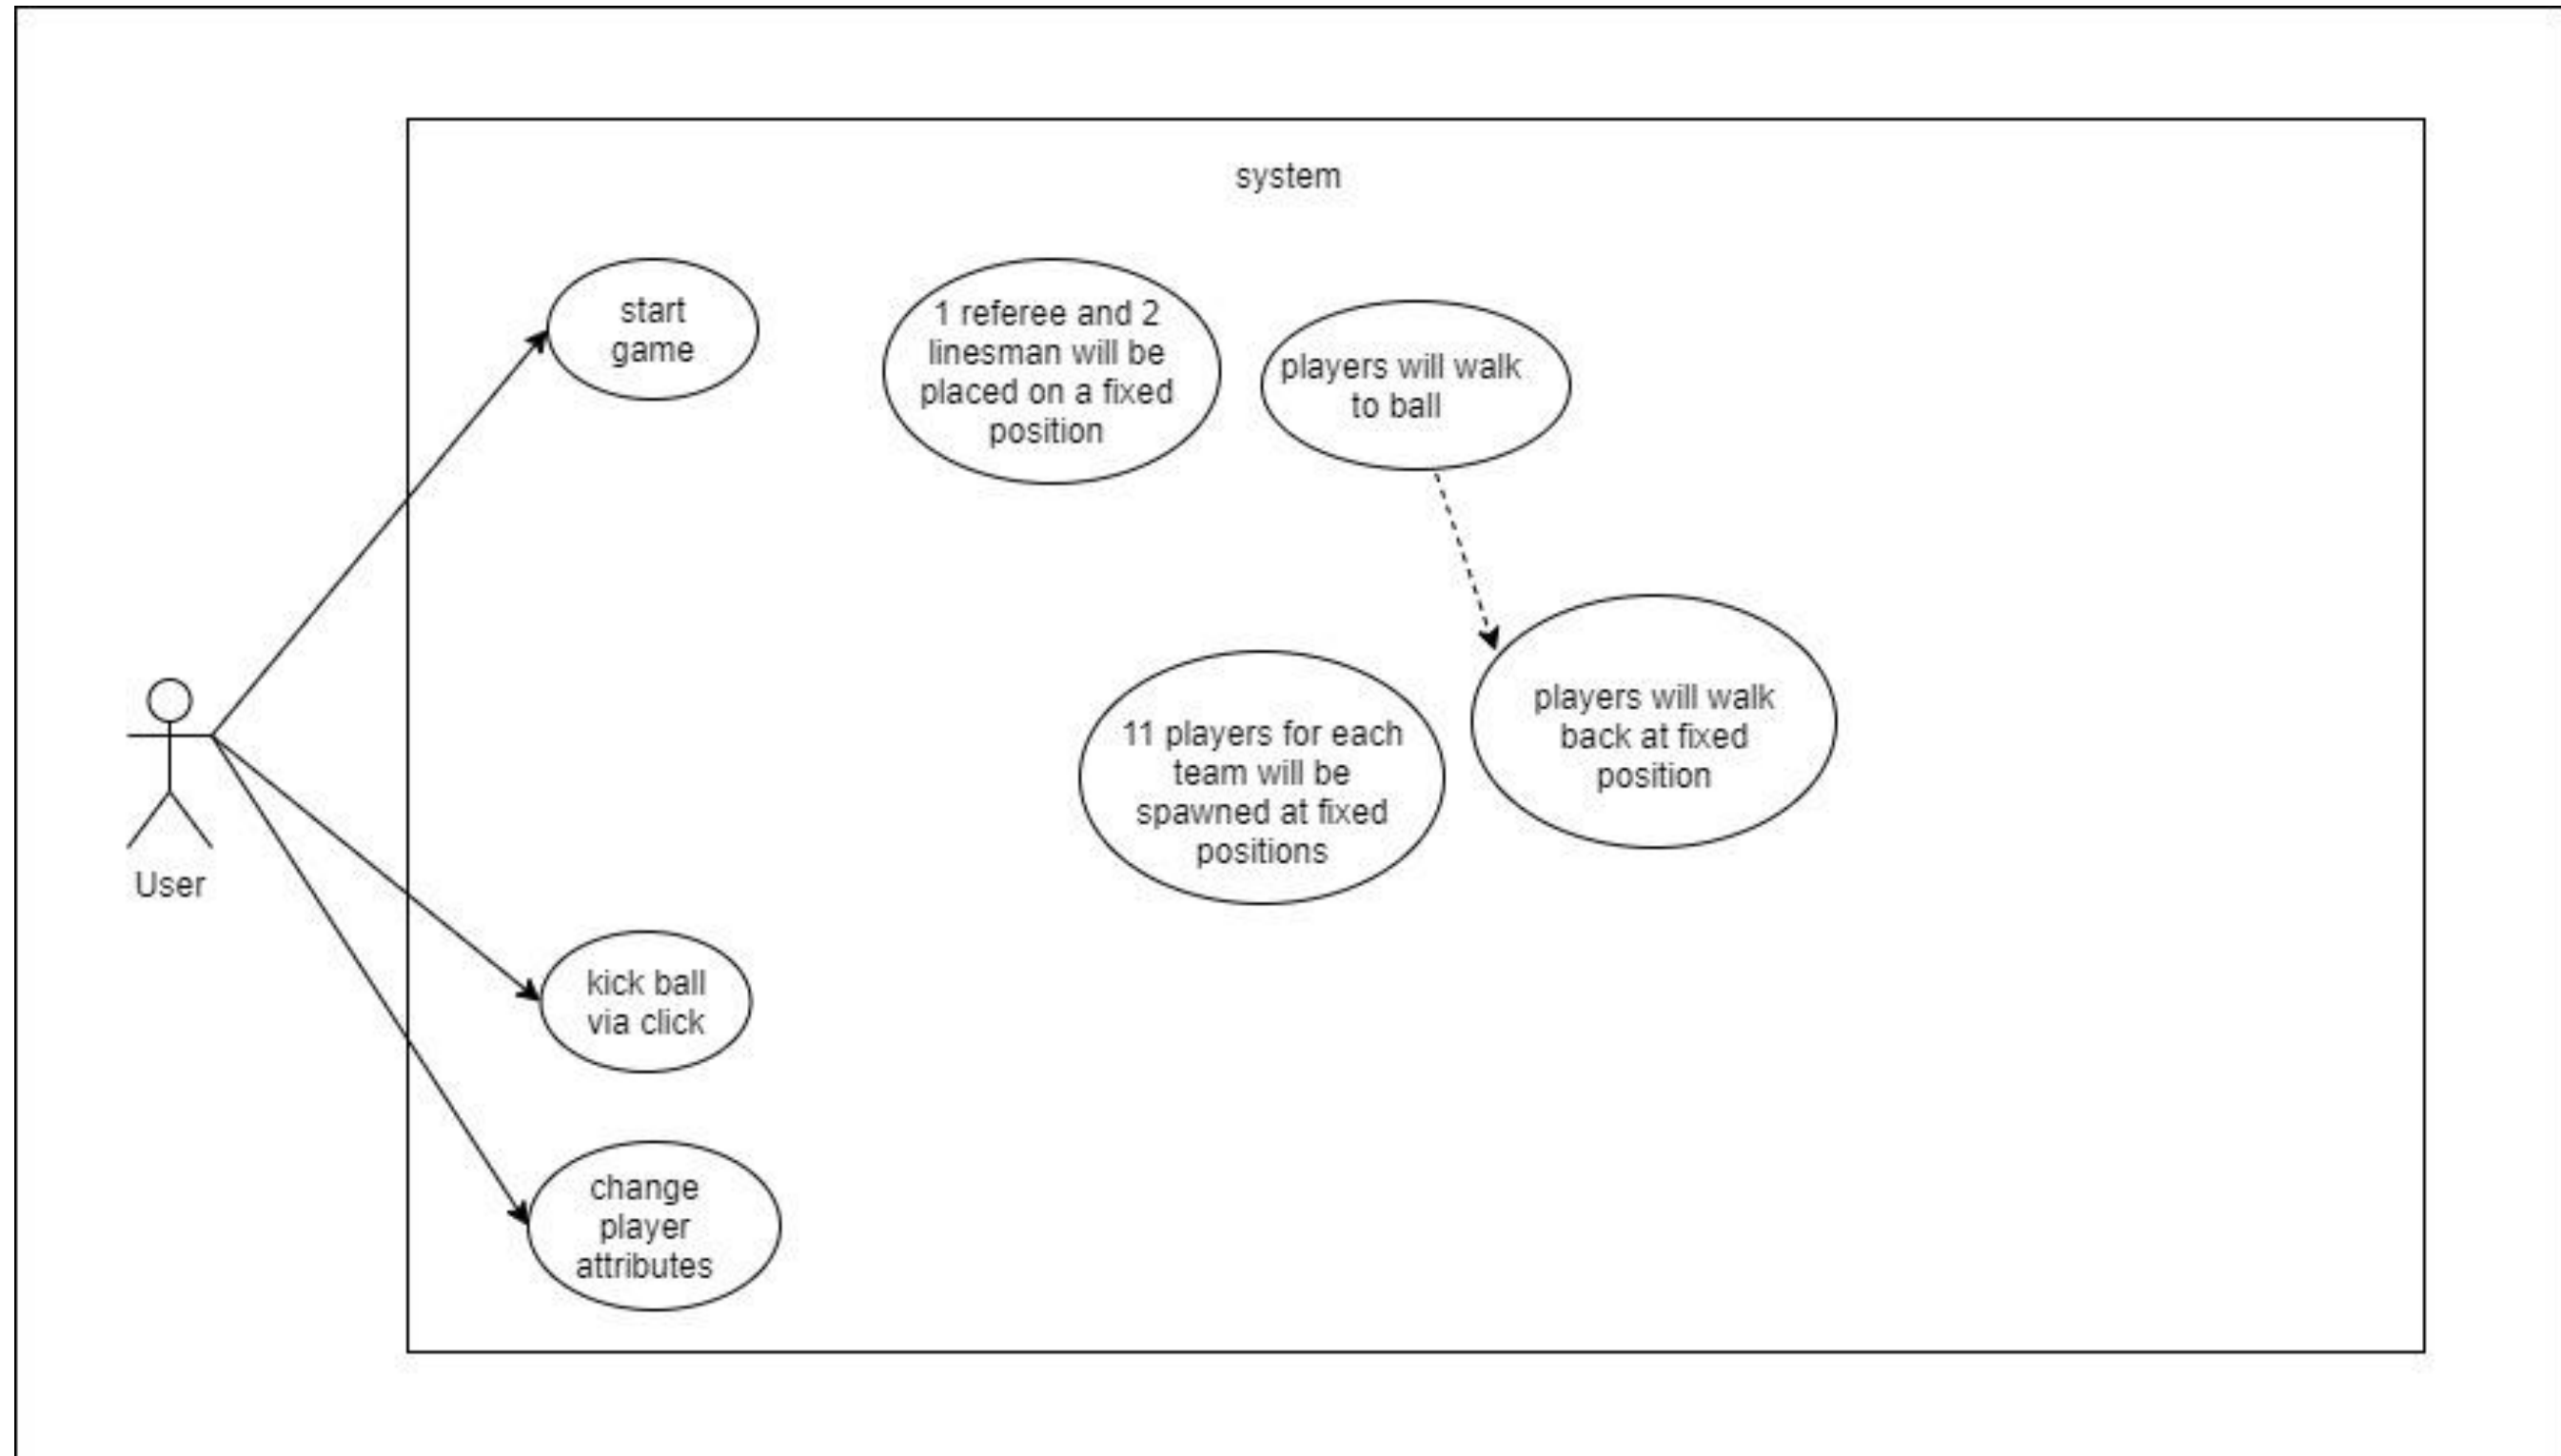 system
start
game
1 referee and 2
linesman will be
placed on a fixed
position
players will walk
to ball
players will walk
back at fixed
position
11 players for each
team will be
spawned at fixed
positions
User
kick ball
via click
change
player
attributes